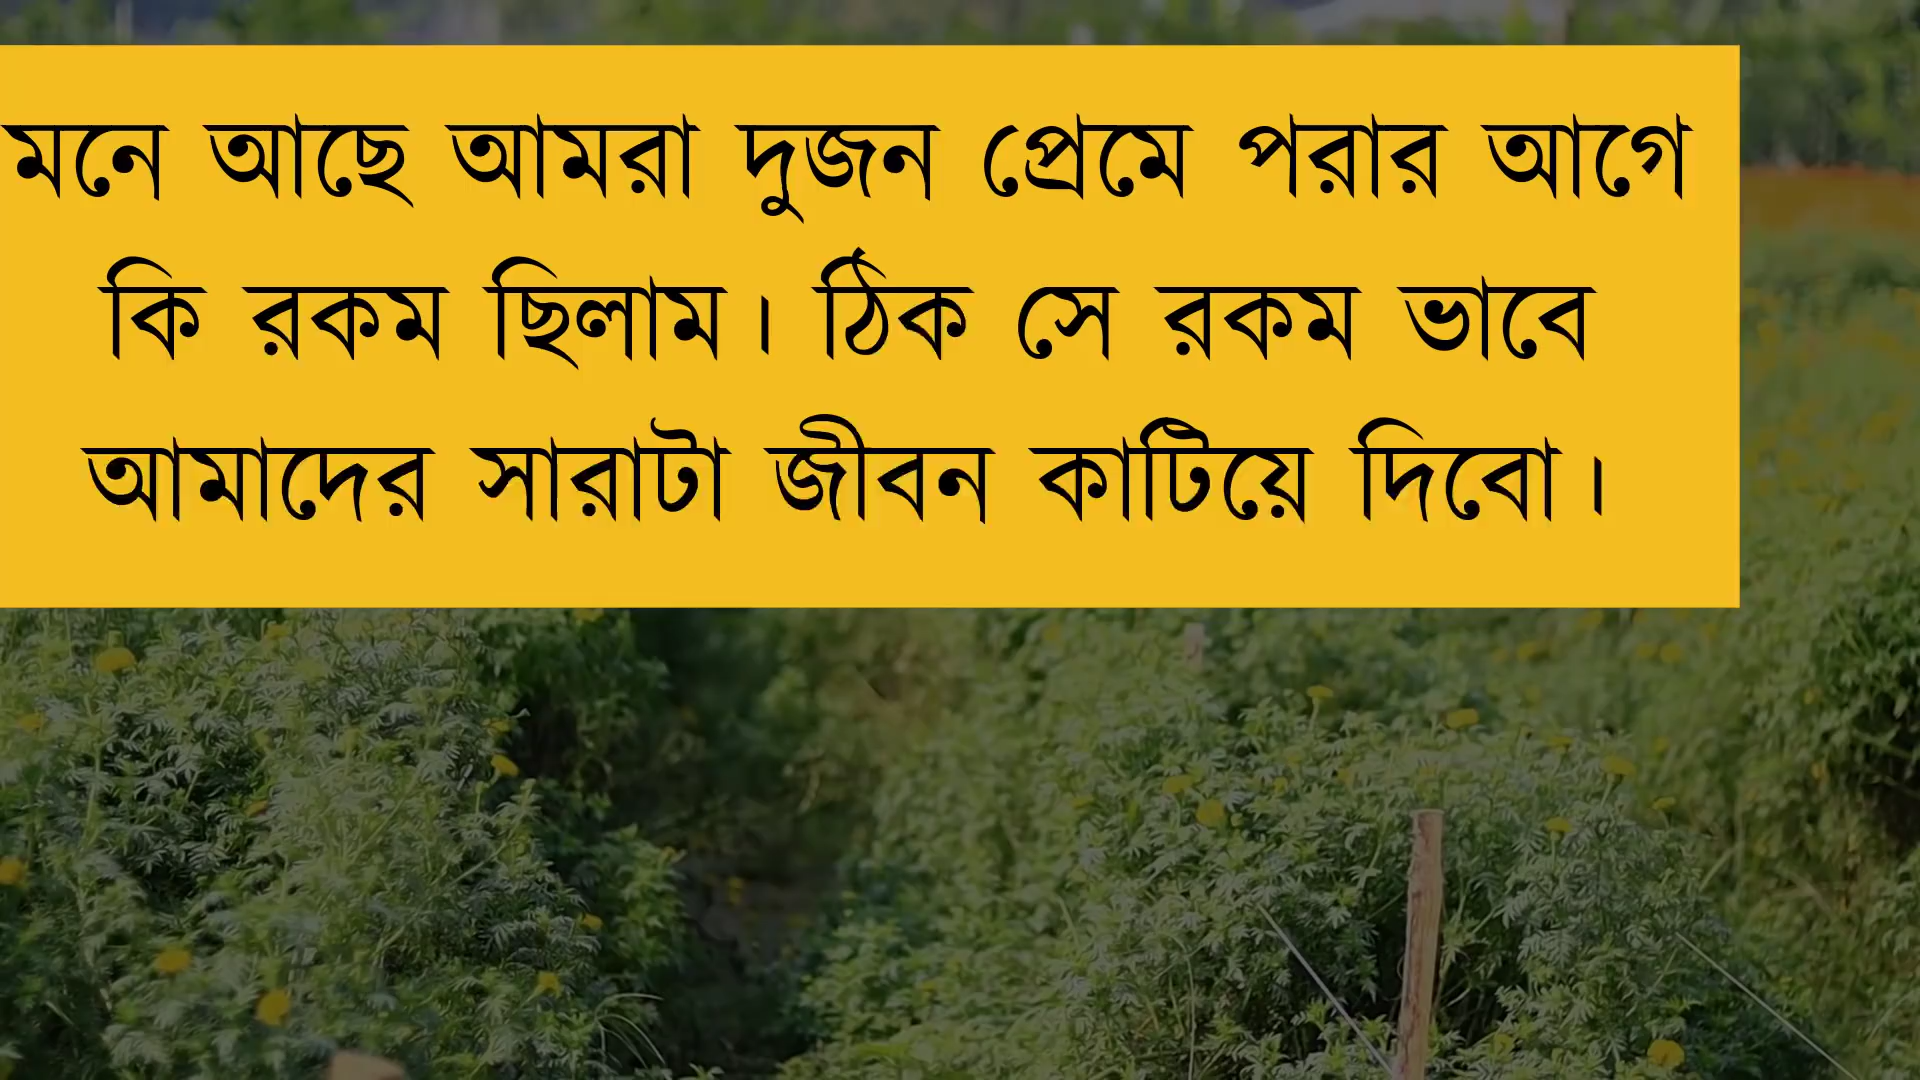 মনে আছে আমরা দুজন প্রেমে পরার আগে
কি রকম ছিলাম। ঠিক সে রকম ভাবে
আমাদের সারাটা জীবন কাটিয়ে দিবো।